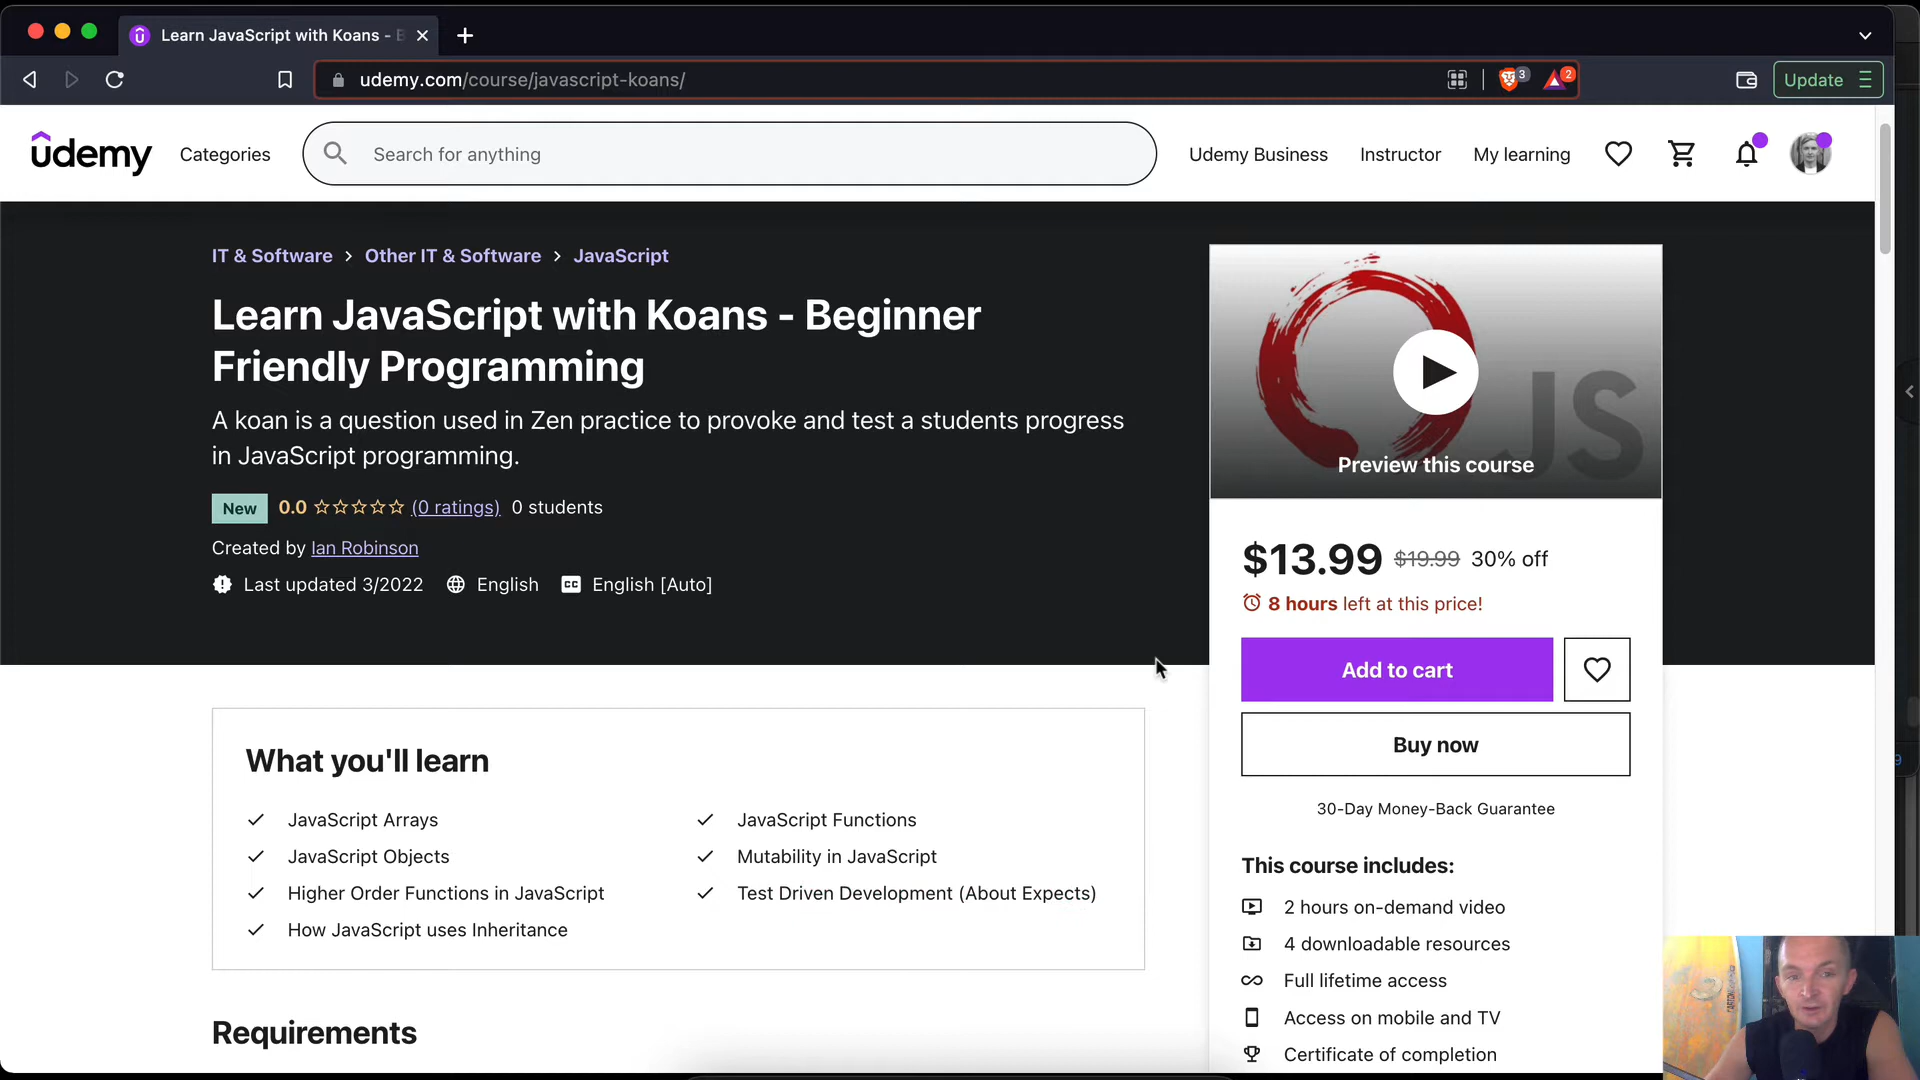 Learn JavaScript with Koans - B
udemy.com/course/javascript-koans/
3
2
Update
udemy
Categories
Search for anything
Udemy Business
Instructor
My learning
IT & Software > Other IT & Software > JavaScript
Learn JavaScript with Koans - Beginner
Friendly Programming
A koan is a question used in Zen practice to provoke and test a students progress
in JavaScript programming.
New 0.0 (0 ratings) 0 students
Created by Ian Robinson
Last updated 3/2022 English CC English [Auto]
JS
Preview this course
$13.99 $19.99 30% off
8 hours left at this price!
Add to cart
Buy now
30-Day Money-Back Guarantee
This course includes:
2 hours on-demand video
4 downloadable resources
Full lifetime access
Access on mobile and TV
Certificate of completion
What you'll learn
JavaScript Arrays
JavaScript Objects
Higher Order Functions in JavaScript
How JavaScript uses Inheritance
JavaScript Functions
Mutability in JavaScript
Test Driven Development (About Expects)
Requirements
9